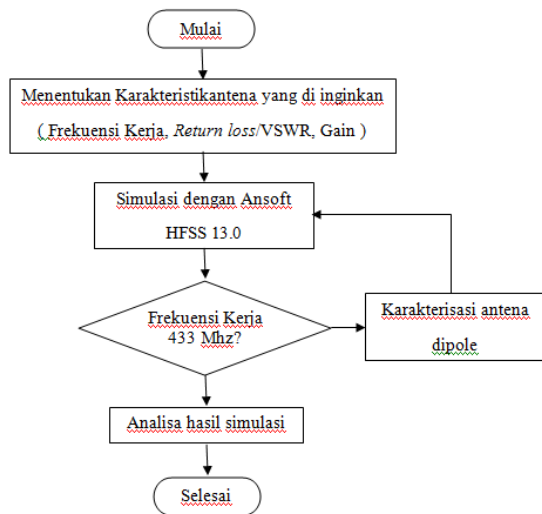 Mulai
Menentukan Karakteristikantena yang di inginkan
( Frekuensi Kerja, Return loss/VSWR, Gain )
Simulasi dengan Ansoft
HFSS 13.0
Frekuensi Kerja
433 Mhz?
Karakterisasi antena
dipole
Analisa hasil simulasi
Selesai